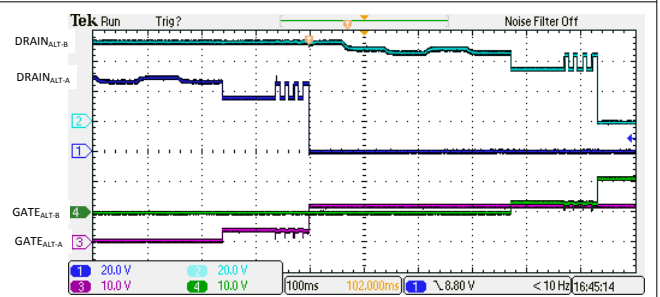 Tek Run Trig? Noise Filter Off
T
DRAINALT-B
DRAINALT-A
2
1
GATEALT-B 4
GATEALT-A 3
1 20.0 V 2 20.0 V
3 10.0 V 4 10.0 V
100ms 102.000ms 1 8.80 V < 10 Hz 16:45:14